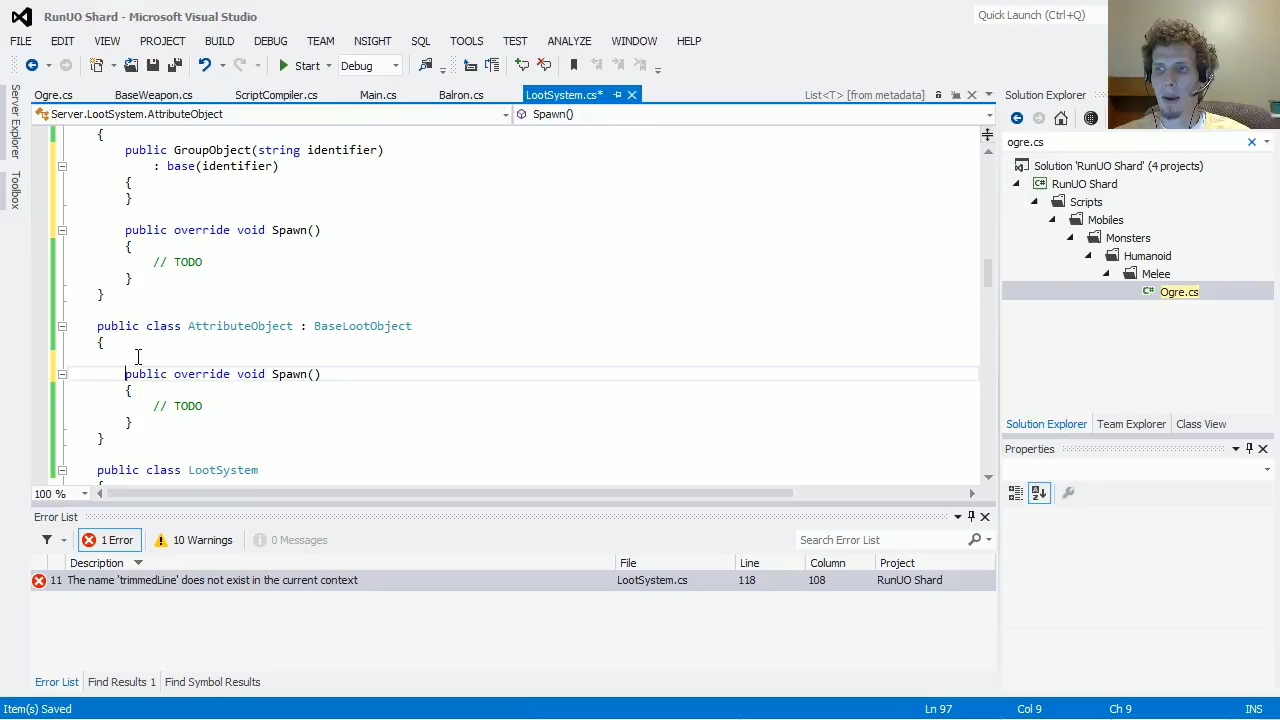 RunUO Shard - Microsoft Visual Studio
Quick Launch (Ctrl+Q)
FILE EDIT VIEW PROJECT BUILD DEBUG TEAM NSIGHT SQL TOOLS TEST ANALYZE WINDOW HELP
Start Debug
Server Explorer
Toolbox
Ogre.cs BaseWeapon.cs ScriptCompiler.cs Main.cs Balron.cs LootSystem.cs* List<T> [from metadata]
Server.LootSystem.AttributeObject Spawn()
{
public GroupObject(string identifier)
: base(identifier)
{
}
public override void Spawn()
{
// TODO
}
}
public class AttributeObject : BaseLootObject
{
public override void Spawn()
{
// TODO
}
}
public class LootSystem
100 %
Solution Explorer
ogre.cs
Solution 'RunUO Shard' (4 projects)
RunUO Shard
Scripts
Mobiles
Monsters
Humanoid
Melee
Ogre.cs
Solution Explorer Team Explorer Class View
Properties
Error List
1 Error 10 Warnings 0 Messages Search Error List
Description File Line Column Project
11 The name 'trimmedLine' does not exist in the current context LootSystem.cs 118 108 RunUO Shard
Error List Find Results 1 Find Symbol Results
Item(s) Saved Ln 97 Col 9 Ch 9 INS